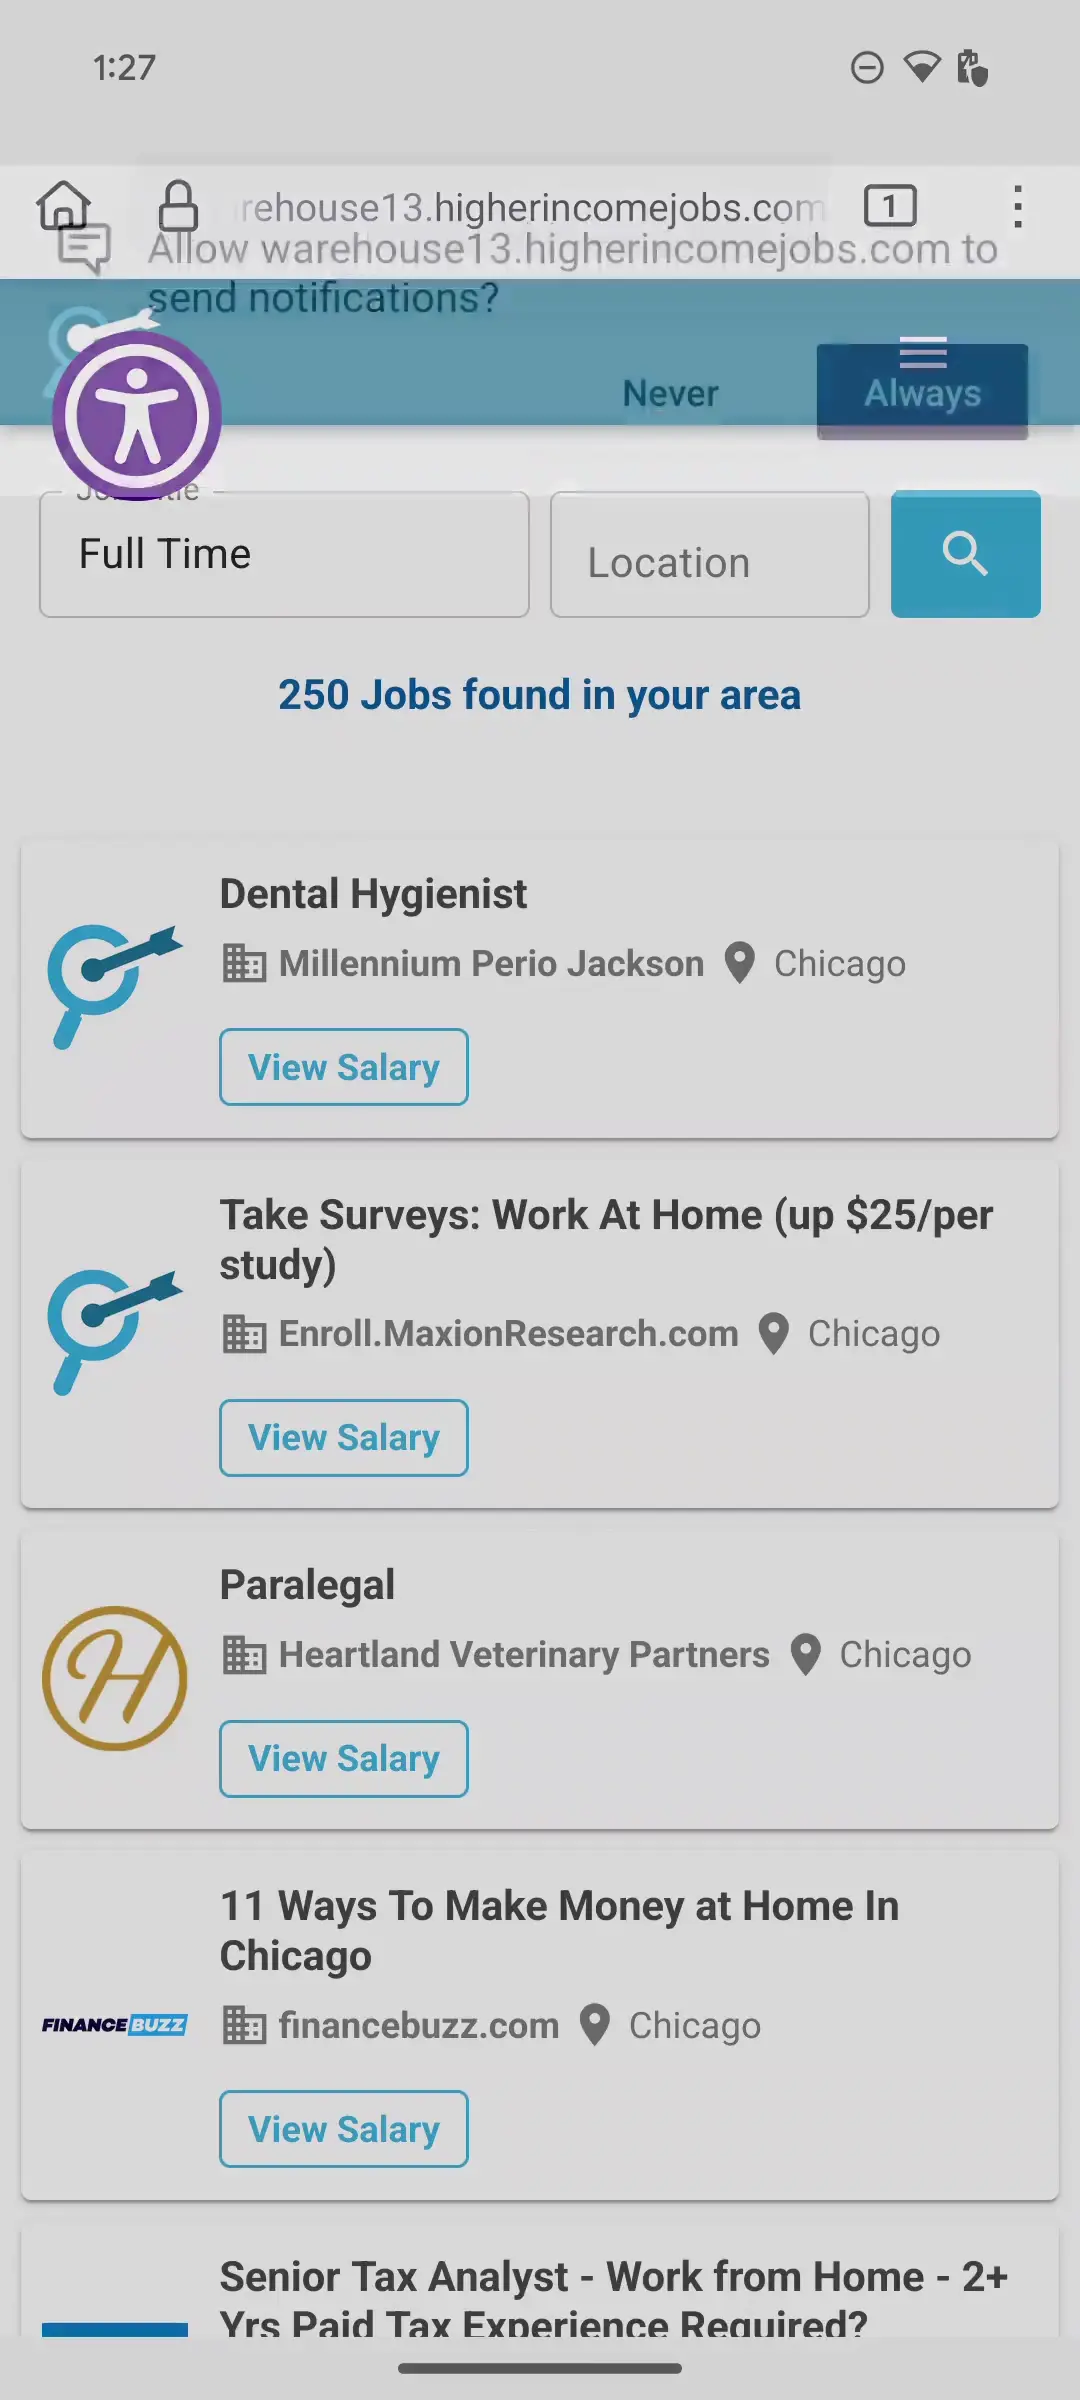 1:27
rehouse13.higherincomejobs.com
1
Allow warehouse13.higherincomejobs.com to
send notifications?
Never
Always
Full Time
Location
250 Jobs found in your area
Dental Hygienist
Millennium Perio Jackson Chicago
View Salary
Take Surveys: Work At Home (up $25/per
study)
Enroll.MaxionResearch.com Chicago
View Salary
Paralegal
H
Heartland Veterinary Partners Chicago
View Salary
11 Ways To Make Money at Home In
Chicago
FINANCEBUZZ
financebuzz.com Chicago
View Salary
Senior Tax Analyst - Work from Home - 2+
Yrs Paid Tax Experience Required?